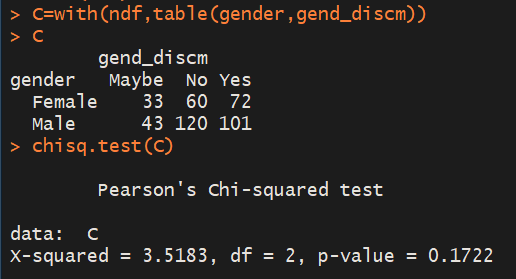 > C=with(ndf,table(gender,gend_discm))
> C
        gend_discm
gender   Maybe  No Yes
  Female    33  60  72
  Male      43 120 101
> chisq.test(C)
        Pearson's Chi-squared test
data:  C
X-squared = 3.5183, df = 2, p-value = 0.1722